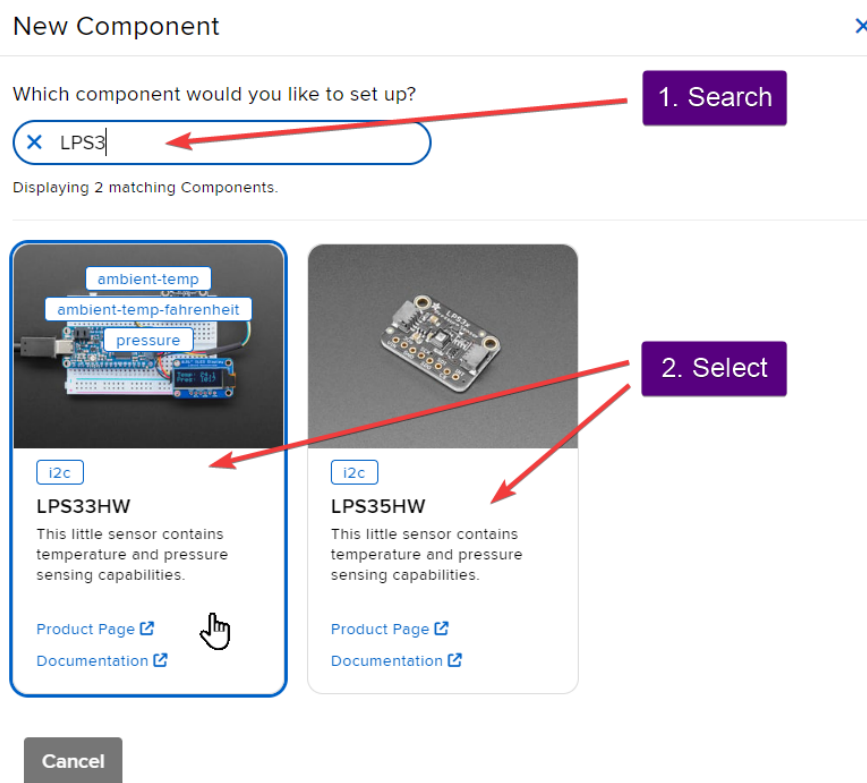 New Component
Which component would you like to set up?
1. Search
LPS3
Displaying 2 matching Components.
ambient-temp
ambient-temp-fahrenheit
pressure
LPS3x
2. Select
i2c
LPS33HW
This little sensor contains
temperature and pressure
sensing capabilities.
Product Page
Documentation
i2c
LPS35HW
This little sensor contains
temperature and pressure
sensing capabilities.
Product Page
Documentation
Cancel